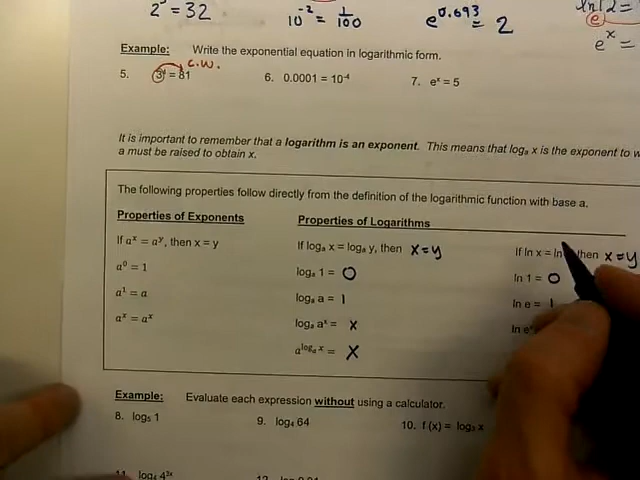 2⁵ = 32 10⁻² = 1/100 e^0.693 = 2 ln 12 =
e^x =
Example: Write the exponential equation in logarithmic form.
C.W.
5. 3⁴ = 81 6. 0.0001 = 10⁻⁴ 7. eˣ = 5
It is important to remember that a logarithm is an exponent. This means that logₐ x is the exponent to
a must be raised to obtain x.
The following properties follow directly from the definition of the logarithmic function with base a.
Properties of Exponents Properties of Logarithms
If aˣ = aʸ, then x = y If logₐ x = logₐ y, then x=y If ln x = ln then x=y
a⁰ = 1 logₐ 1 = 0 ln 1 = 0
a¹ = a logₐ a = 1 ln e = 1
aˣ = aˣ logₐ aˣ = x ln e
a^(logₐ x) = x
Example: Evaluate each expression without using a calculator.
8. log₅ 1 9. log₄ 64 10. f (x) = log₃ x
11. log₄ 4³ˣ 12.